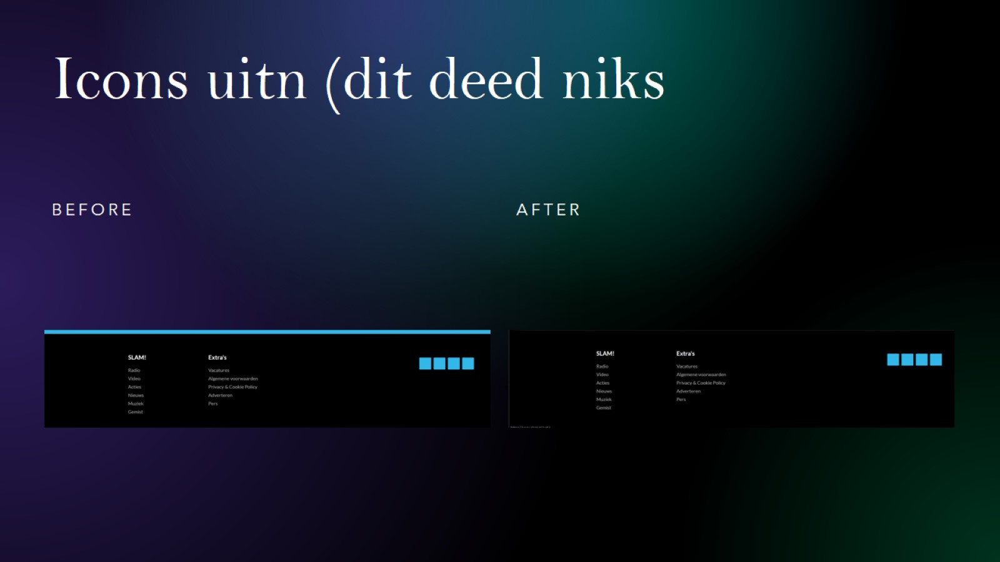 Icons uitn (dit deed niks
BEFORE
AFTER
SLAM!
Radio
Video
Acties
Nieuws
Muziek
Gemist
Extra's
Vacatures
Algemene voorwaarden
Privacy & Cookie Policy
Adverteren
Pers
SLAM!
Radio
Video
Acties
Nieuws
Muziek
Gemist
Extra's
Vacatures
Algemene voorwaarden
Privacy & Cookie Policy
Adverteren
Pers